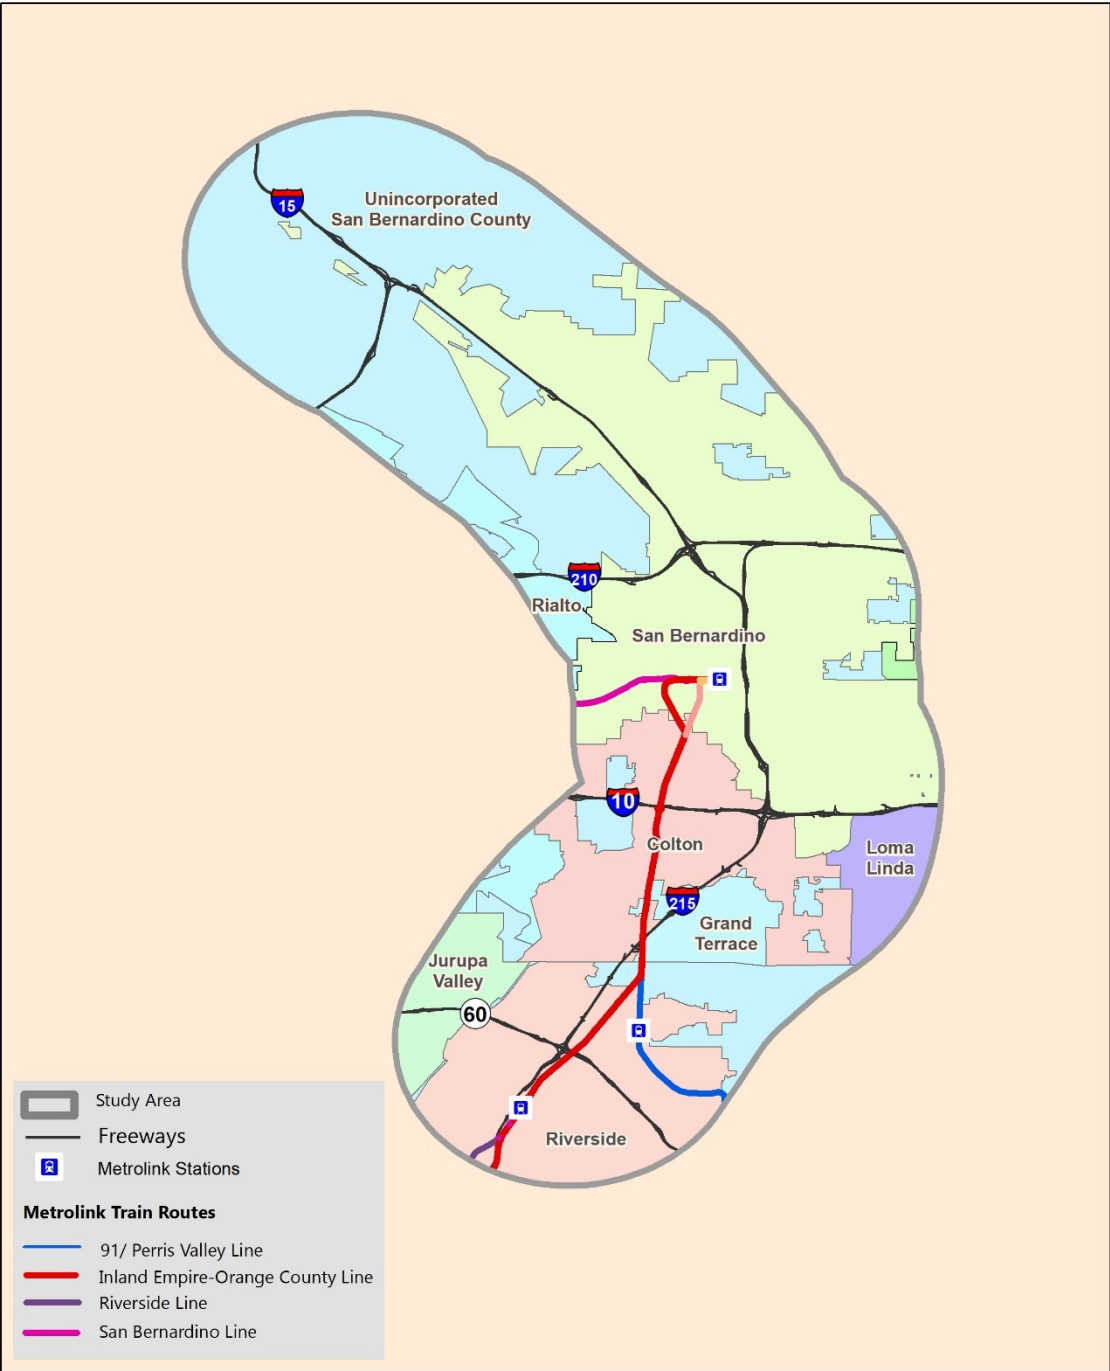 15
Unincorporated
San Bernardino County
210
Rialto
San Bernardino
10
Colton
Loma
Linda
215
Grand
Terrace
Jurupa
Valley
60
Riverside
Study Area
Freeways
Metrolink Stations
Metrolink Train Routes
91/ Perris Valley Line
Inland Empire-Orange County Line
Riverside Line
San Bernardino Line